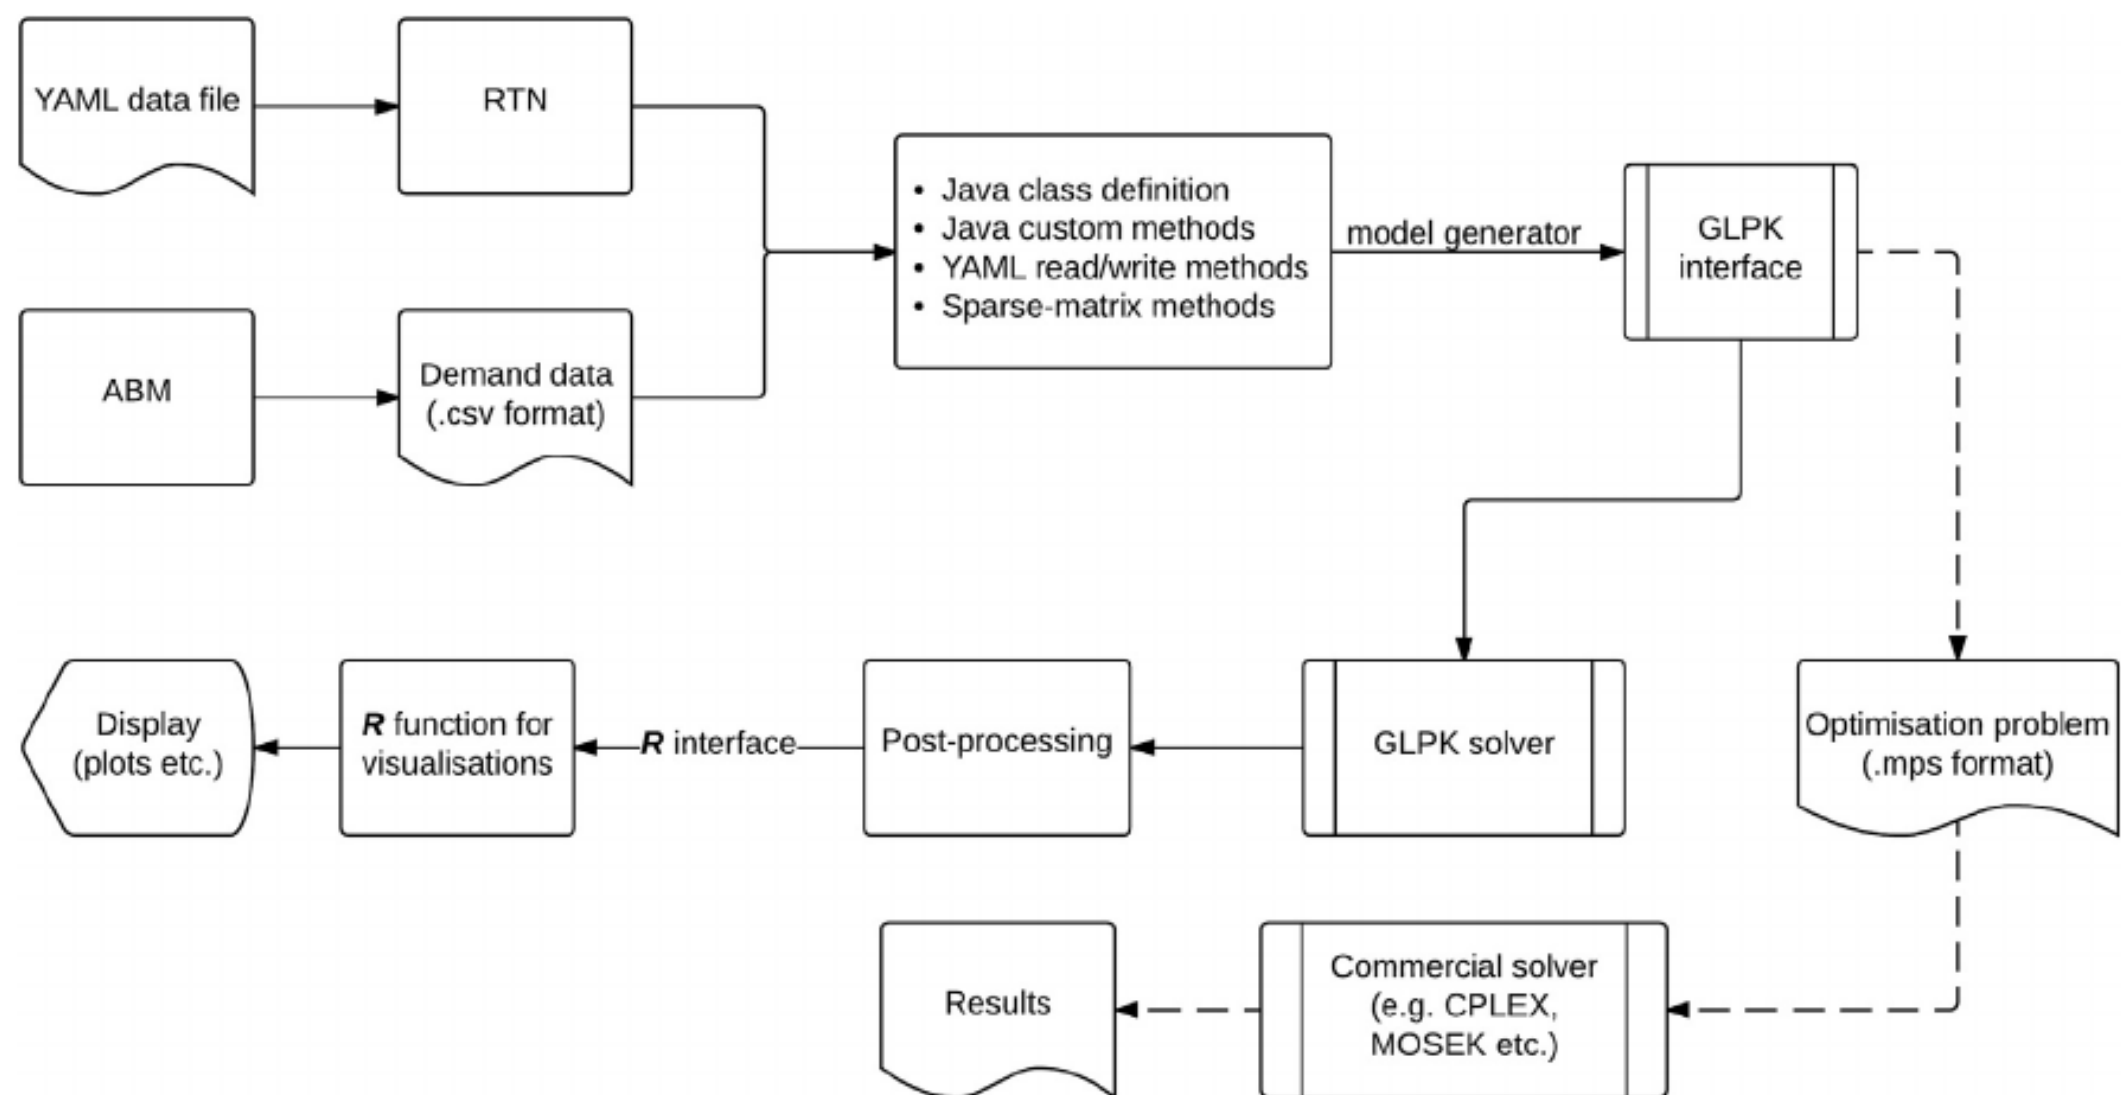 YAML data file
RTN
ABM
Demand data
(.csv format)
• Java class definition
• Java custom methods
• YAML read/write methods
• Sparse-matrix methods
model generator
GLPK
interface
Display
(plots etc.)
R function for
visualisations
R interface
Post-processing
GLPK solver
Optimisation problem
(.mps format)
Results
Commercial solver
(e.g. CPLEX,
MOSEK etc.)